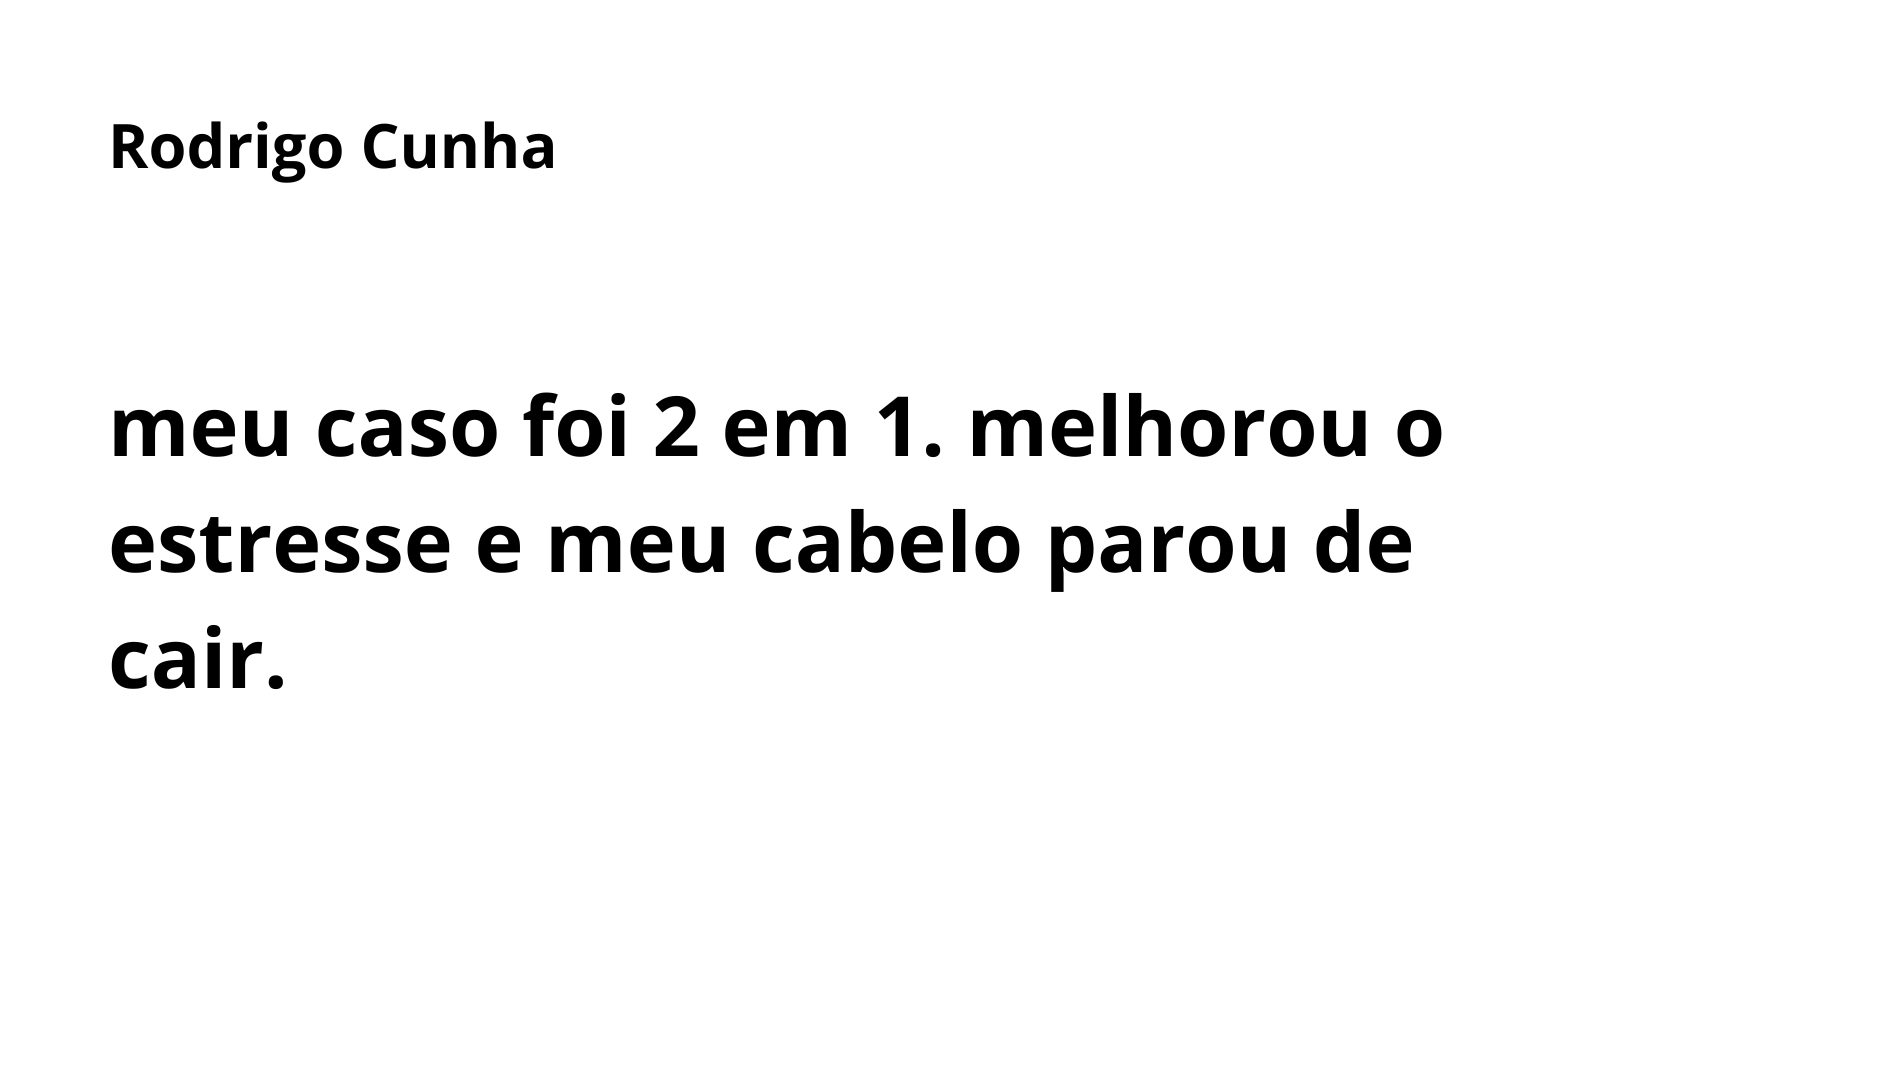 Rodrigo Cunha
meu caso foi 2 em 1. melhorou o
estresse e meu cabelo parou de
cair.